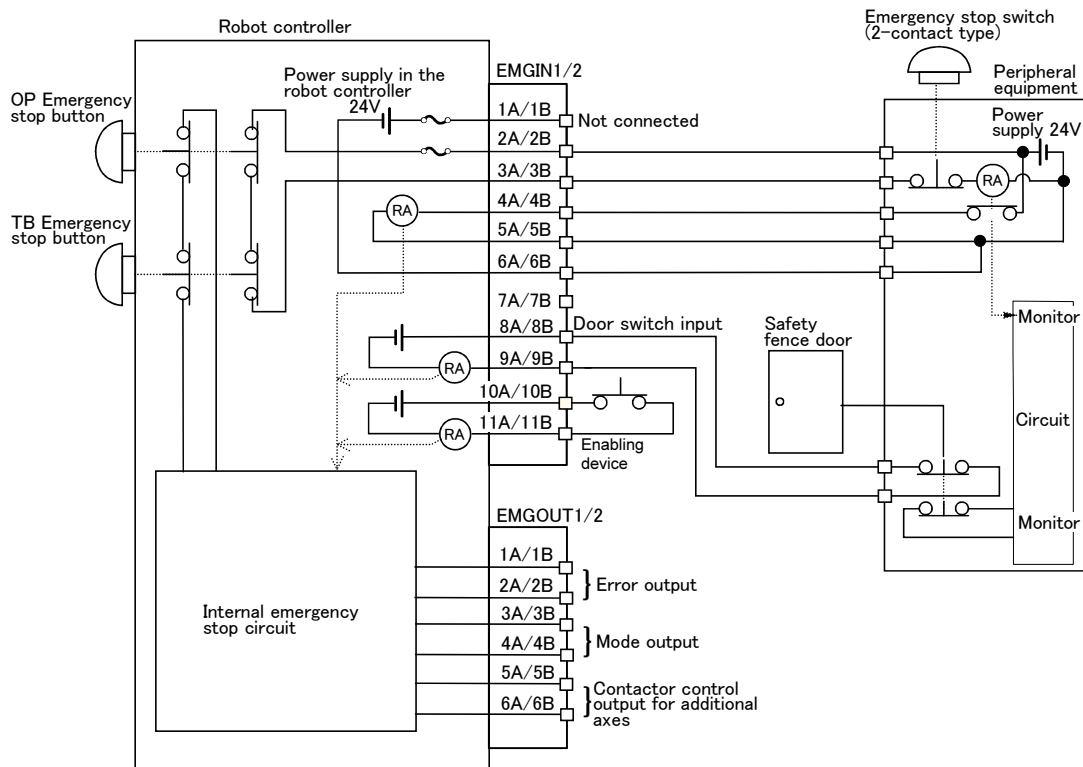 Robot controller
OP Emergency
stop button
TB Emergency
stop button
Power supply in the
robot controller
24V
RA
RA
RA
Internal emergency
stop circuit
EMGIN1/2
1A/1B
2A/2B
3A/3B
4A/4B
5A/5B
6A/6B
7A/7B
8A/8B
9A/9B
10A/10B
11A/11B
Not connected
Door switch input
Enabling
device
EMGOUT1/2
1A/1B
2A/2B
3A/3B
4A/4B
5A/5B
6A/6B
Error output
Mode output
Contactor control
output for additional
axes
Emergency stop switch
(2-contact type)
Peripheral
equipment
Power
supply 24V
RA
Safety
fence door
Monitor
Circuit
Monitor